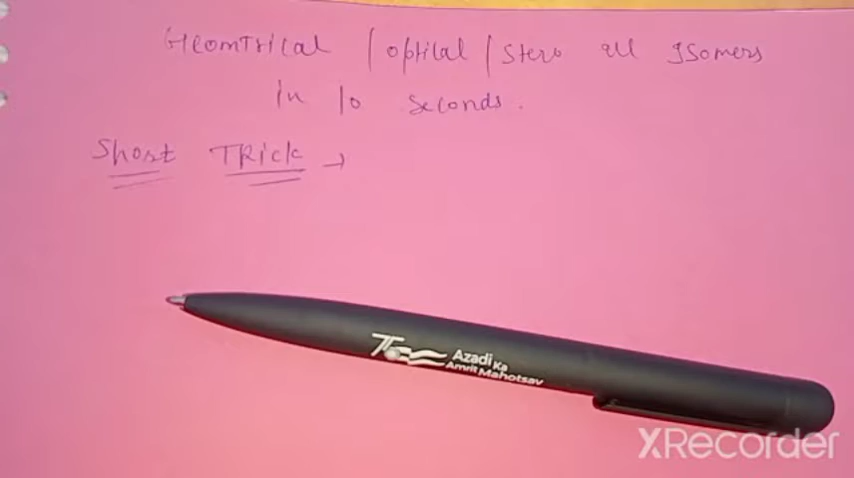 Geomtrical / optical / stero all Isomers
in 10 seconds.
Short TRick →
Azadi Ka
Amrit Mahotsav
XRecorder